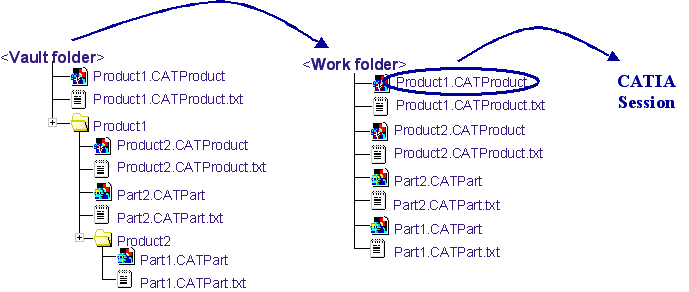 <Vault folder>
Product1.CATProduct
Product1.CATProduct.txt
Product1
Product2.CATProduct
Product2.CATProduct.txt
Part2.CATPart
Part2.CATPart.txt
Product2
Part1.CATPart
Part1.CATPart.txt
<Work folder>
Product1.CATProduct
Product1.CATProduct.txt
Product2.CATProduct
Product2.CATProduct.txt
Part2.CATPart
Part2.CATPart.txt
Part1.CATPart
Part1.CATPart.txt
CATIA
Session